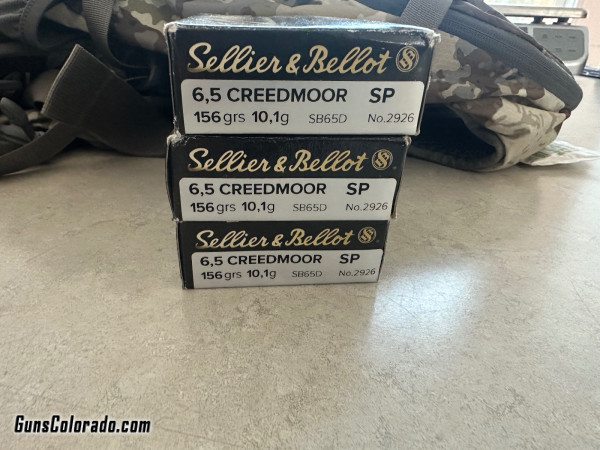 Sellier & Bellot
6,5 CREEDMOOR SP
156 grs 10,1g SB65D No.2926
Sellier & Bellot
6,5 CREEDMOOR SP
156 grs 10,1g SB65D No.2926
Sellier & Bellot
6,5 CREEDMOOR SP
156 grs 10,1g SB65D No.2926
GunsColorado.com